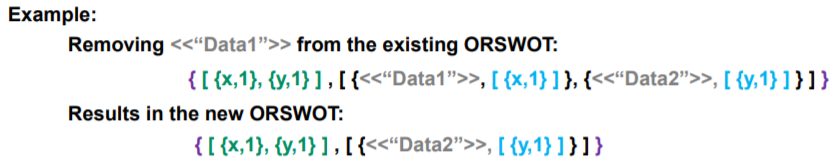 Example:
Removing <<“Data1”>> from the existing ORSWOT:
{ [ {x,1}, {y,1} ] , [ {<<“Data1”>>, [ {x,1} ] }, {<<“Data2”>>, [ {y,1} ] } ] }
Results in the new ORSWOT:
{ [ {x,1}, {y,1} ] , [ {<<“Data2”>>, [ {y,1} ] } ] }